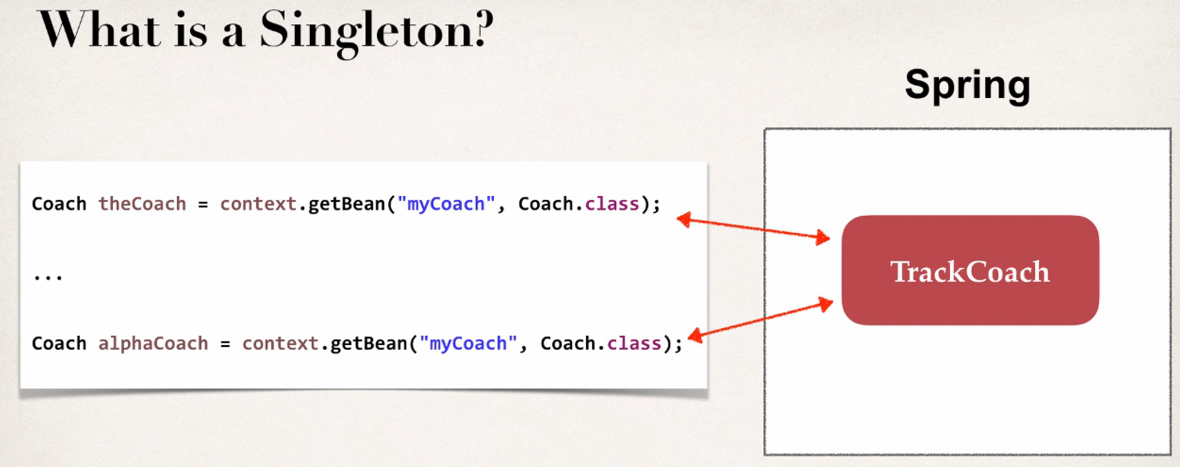 What is a Singleton?
Spring
Coach theCoach = context.getBean("myCoach", Coach.class);
...
Coach alphaCoach = context.getBean("myCoach", Coach.class);
TrackCoach